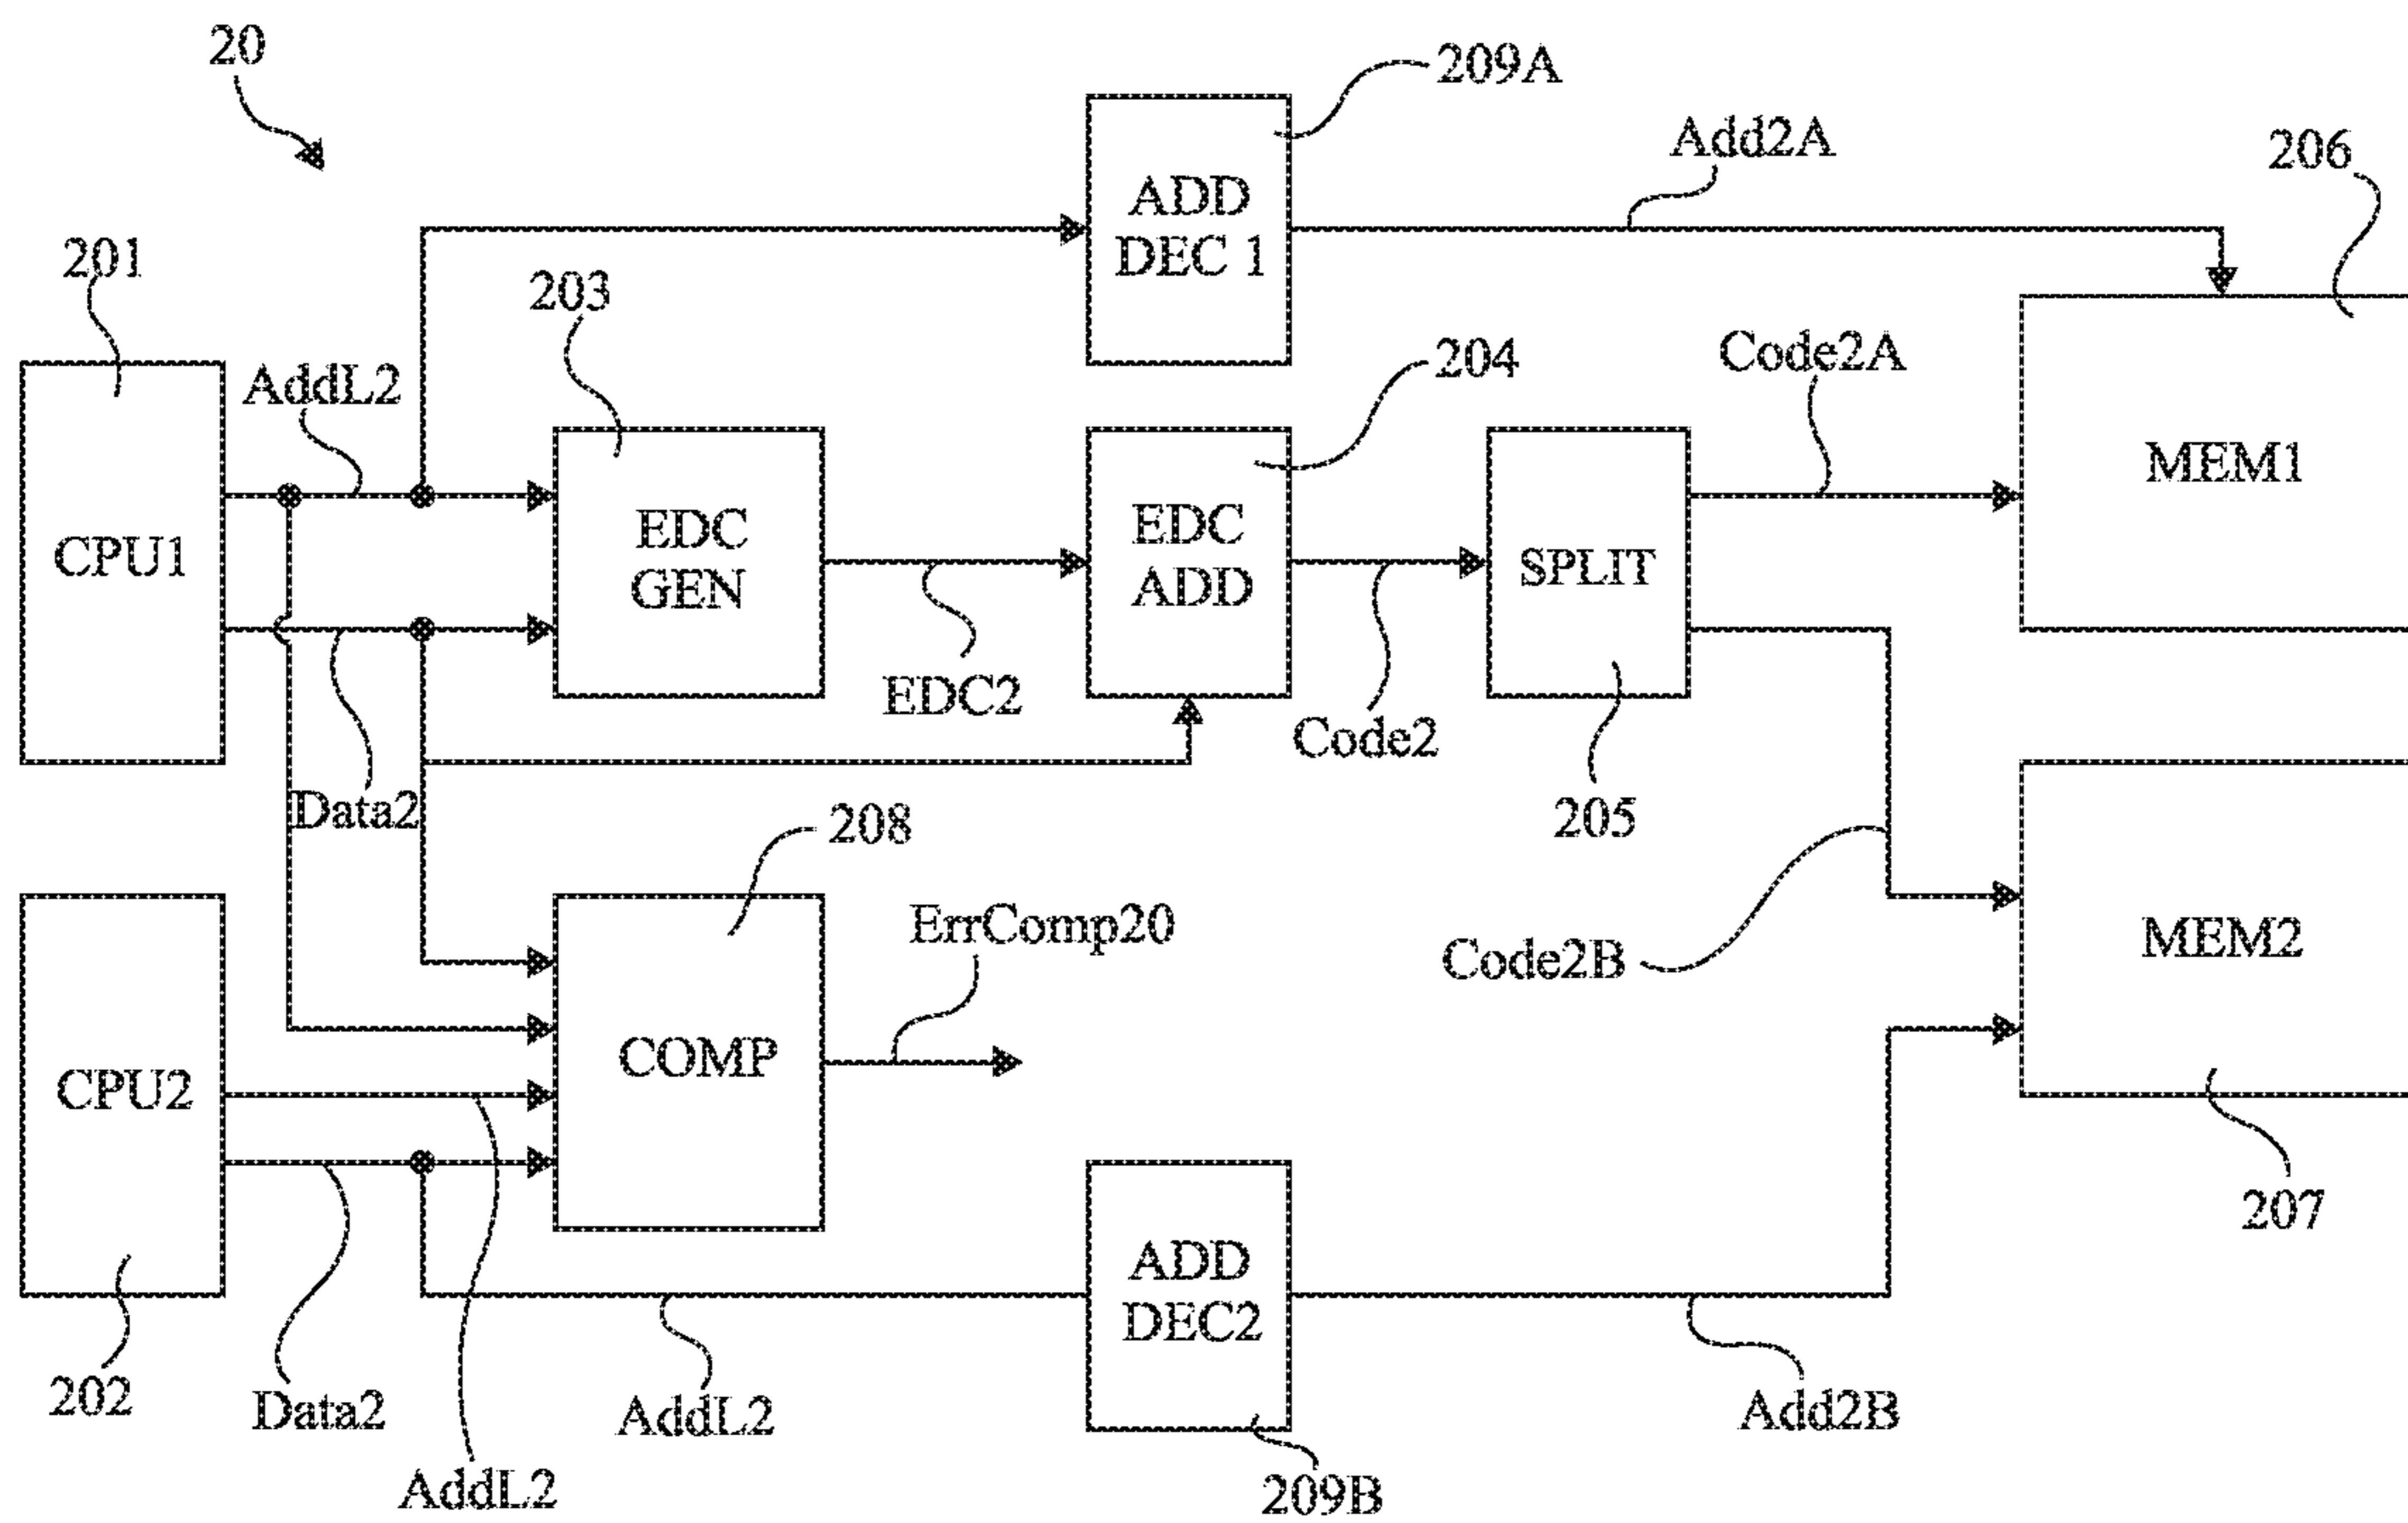 20
209A
Add2A
206
ADD
DEC 1
201
203
AddL2
204
Code2A
CPU1
EDC
GEN
EDC
ADD
SPLIT
MEM1
EDC2
Code2
Data2
205
208
ErrComp20
Code2B
MEM2
CPU2
COMP
207
ADD
DEC2
202
Data2
AddL2
AddL2
Add2B
209B